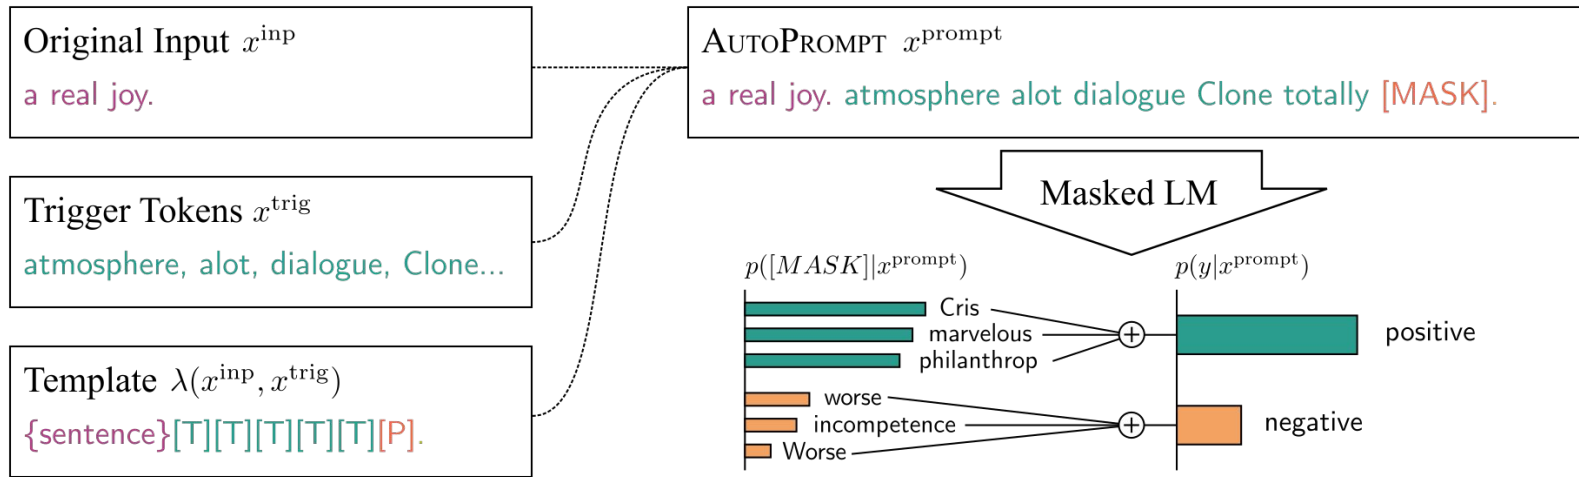 Original Input x^inp
a real joy.
Trigger Tokens x^trig
atmosphere, alot, dialogue, Clone...
Template λ(x^inp, x^trig)
{sentence}[T][T][T][T][T][P].
AUTOPROMPT x^prompt
a real joy. atmosphere alot dialogue Clone totally [MASK].
Masked LM
p([MASK]|x^prompt)
Cris
marvelous
philanthrop
worse
incompetence
Worse
p(y|x^prompt)
positive
negative